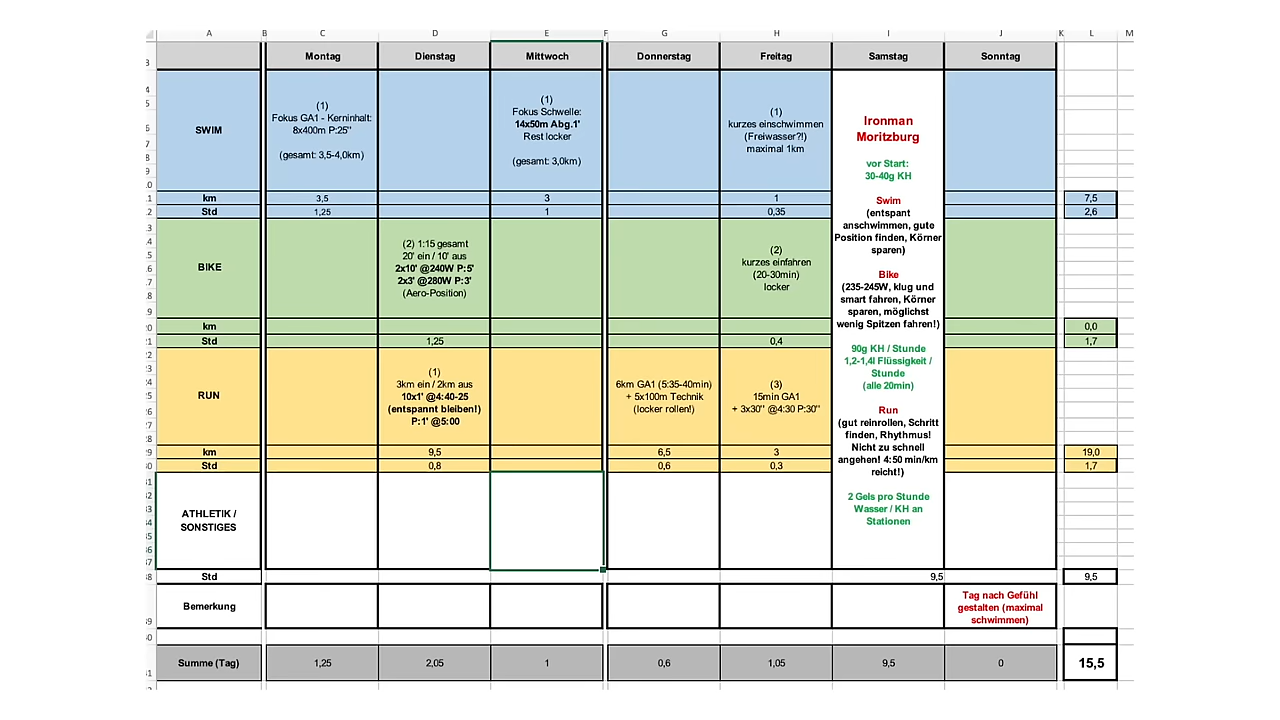 A B C D E F G H I J K L M
Montag Dienstag Mittwoch Donnerstag Freitag Samstag Sonntag
SWIM
(1)
Fokus GA1 - Kerninhalt:
8x400m P:25"
(gesamt: 3,5-4,0km)
(1)
Fokus Schwelle:
14x50m Abg.1'
Rest locker
(gesamt: 3,0km)
(1)
kurzes einschwimmen
(Freiwasser?!)
maximal 1km
km 3,5 3 1 7,5
Std 1,25 1 0,35 2,6
BIKE
(2) 1:15 gesamt
20' ein / 10' aus
2x10' @240W P:5'
2x3' @280W P:3'
(Aero-Position)
(2)
kurzes einfahren
(20-30min)
locker
km 0,0
Std 1,25 0,4 1,7
RUN
(1)
3km ein / 2km aus
10x1' @4:40-25
(entspannt bleiben!)
P:1' @5:00
6km GA1 (5:35-40min)
+ 5x100m Technik
(locker rollen!)
(3)
15min GA1
+ 3x30" @4:30 P:30"
km 9,5 6,5 3 19,0
Std 0,8 0,6 0,3 1,7
Ironman
Moritzburg
vor Start:
30-40g KH
Swim
(entspant
anschwimmen, gute
Position finden, Körner
sparen)
Bike
(235-245W, klug und
smart fahren, Körner
sparen, möglichst
wenig Spitzen fahren!)
90g KH / Stunde
1,2-1,4l Flüssigkeit /
Stunde
(alle 20min)
Run
(gut reinrollen, Schritt
finden, Rhythmus!
Nicht zu schnell
angehen! 4:50 min/km
reicht!)
2 Gels pro Stunde
Wasser / KH an
Stationen
ATHLETIK /
SONSTIGES
Std 9,5 9,5
Bemerkung
Tag nach Gefühl
gestalten (maximal
schwimmen)
Summe (Tag) 1,25 2,05 1 0,6 1,05 9,5 0 15,5